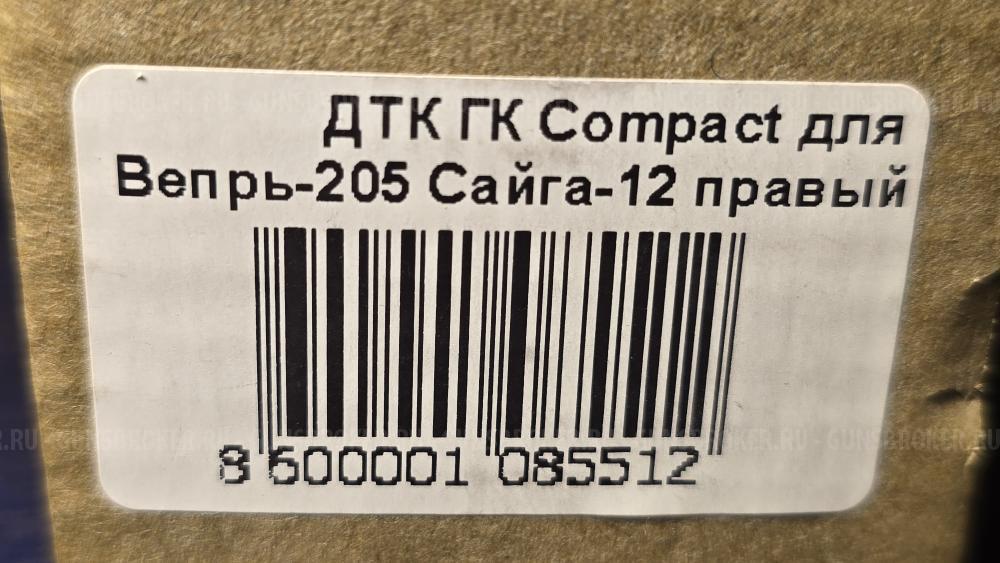 ДТК ГК Compact для
Вепрь-205 Сайга-12 правый
8 600001 085512